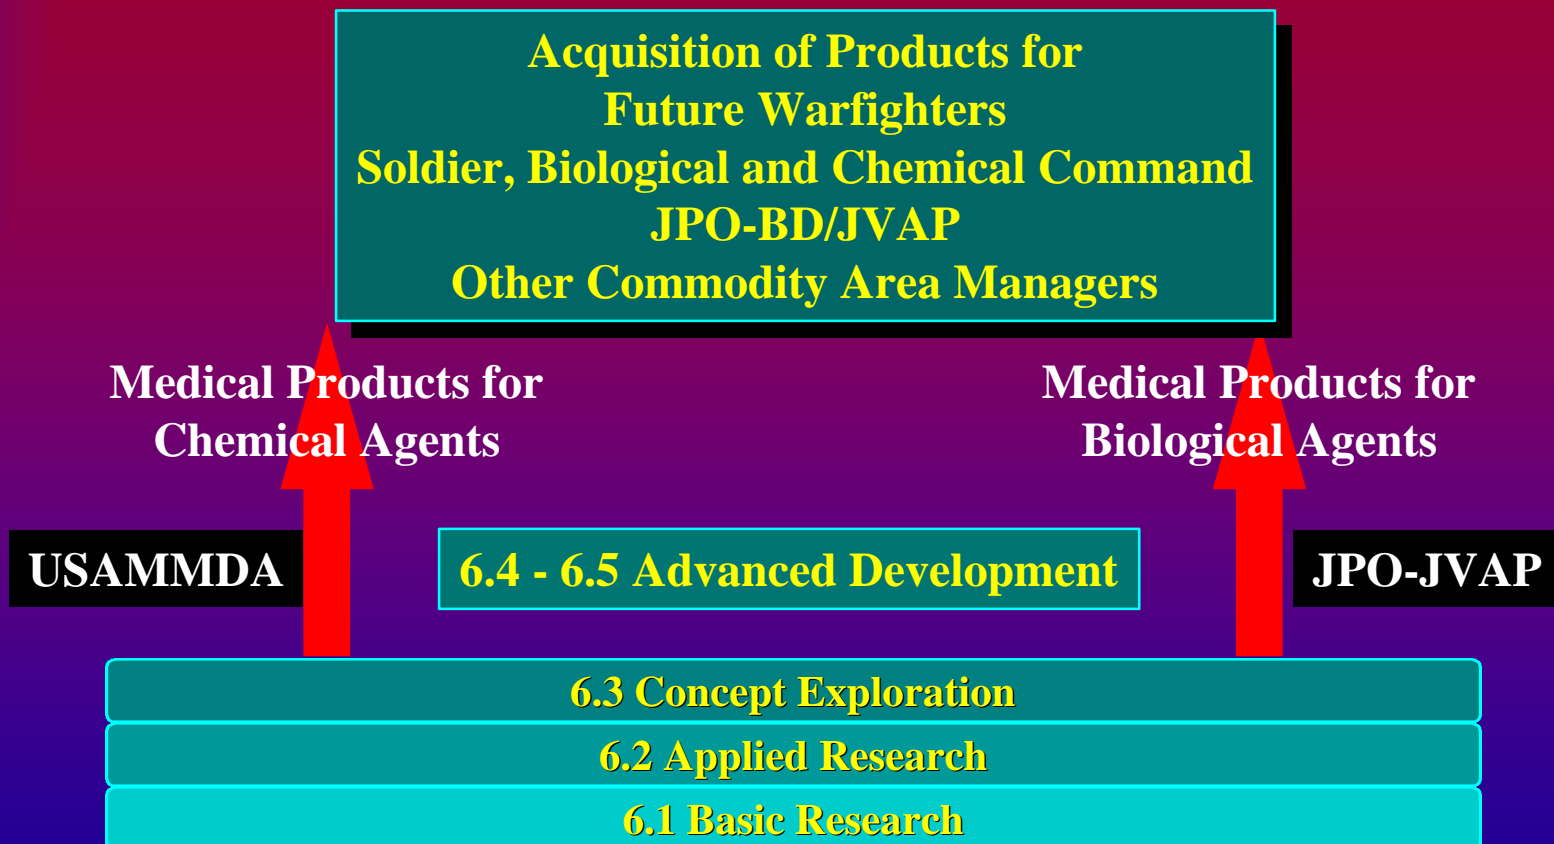 Acquisition of Products for
Future Warfighters
Soldier, Biological and Chemical Command
JPO-BD/JVAP
Other Commodity Area Managers
Medical Products for
Chemical Agents
Medical Products for
Biological Agents
USAMMDA
6.4 - 6.5 Advanced Development
JPO-JVAP
6.3 Concept Exploration
6.2 Applied Research
6.1 Basic Research